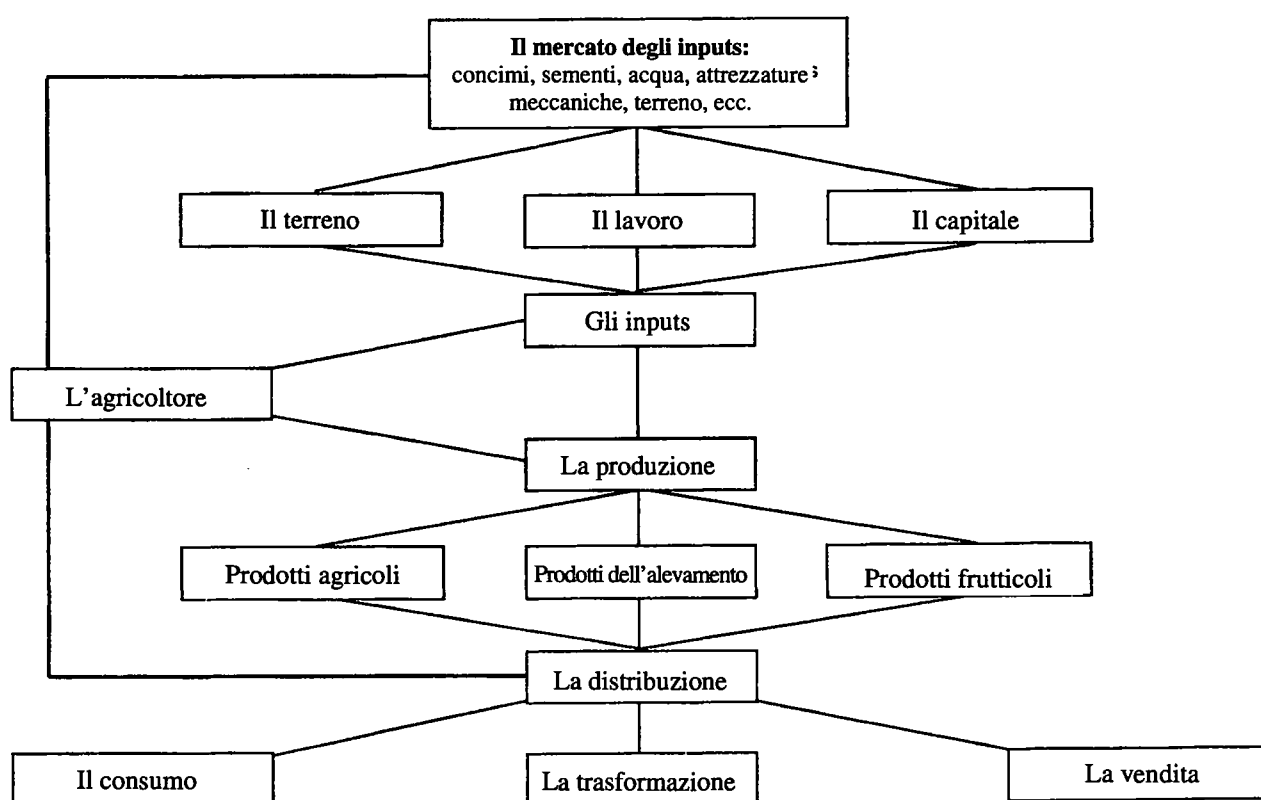 Il mercato degli inputs:
concimi, sementi, acqua, attrezzature
meccaniche, terreno, ecc.
Il terreno
Il lavoro
Il capitale
Gli inputs
L'agricoltore
La produzione
Prodotti agricoli
Prodotti dell'alevamento
Prodotti frutticoli
La distribuzione
Il consumo
La trasformazione
La vendita